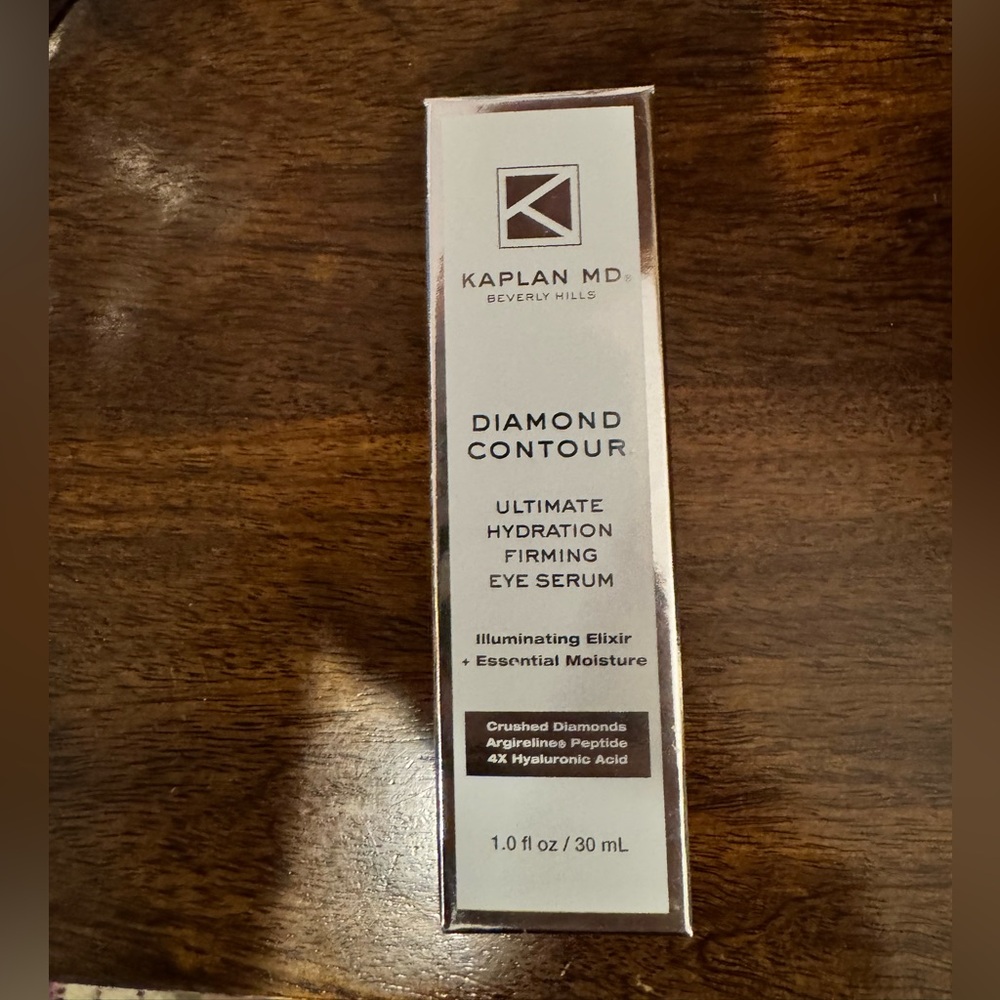 K
KAPLAN MD®
BEVERLY HILLS
DIAMOND
CONTOUR
ULTIMATE
HYDRATION
FIRMING
EYE SERUM
Illuminating Elixir
+ Essential Moisture
Crushed Diamonds
Argireline® Peptide
4X Hyaluronic Acid
1.0 fl oz / 30 mL